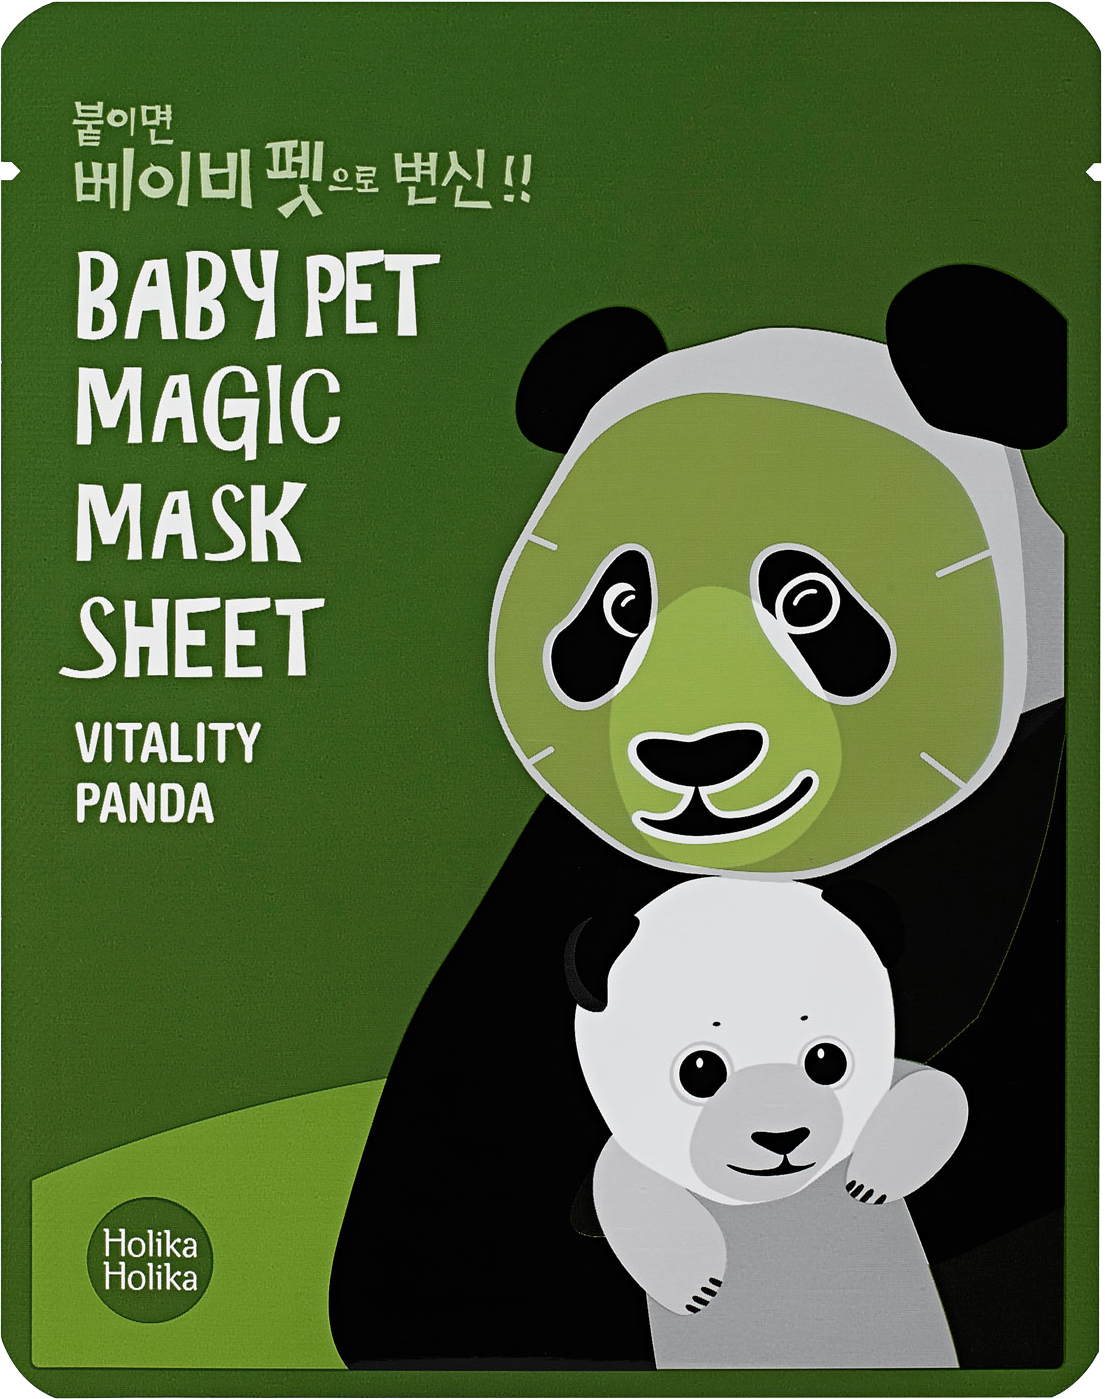 붙이면
베이비 펫으로 변신!!
BABY PET
MAGIC
MASK
SHEET
VITALITY
PANDA
Holika
Holika